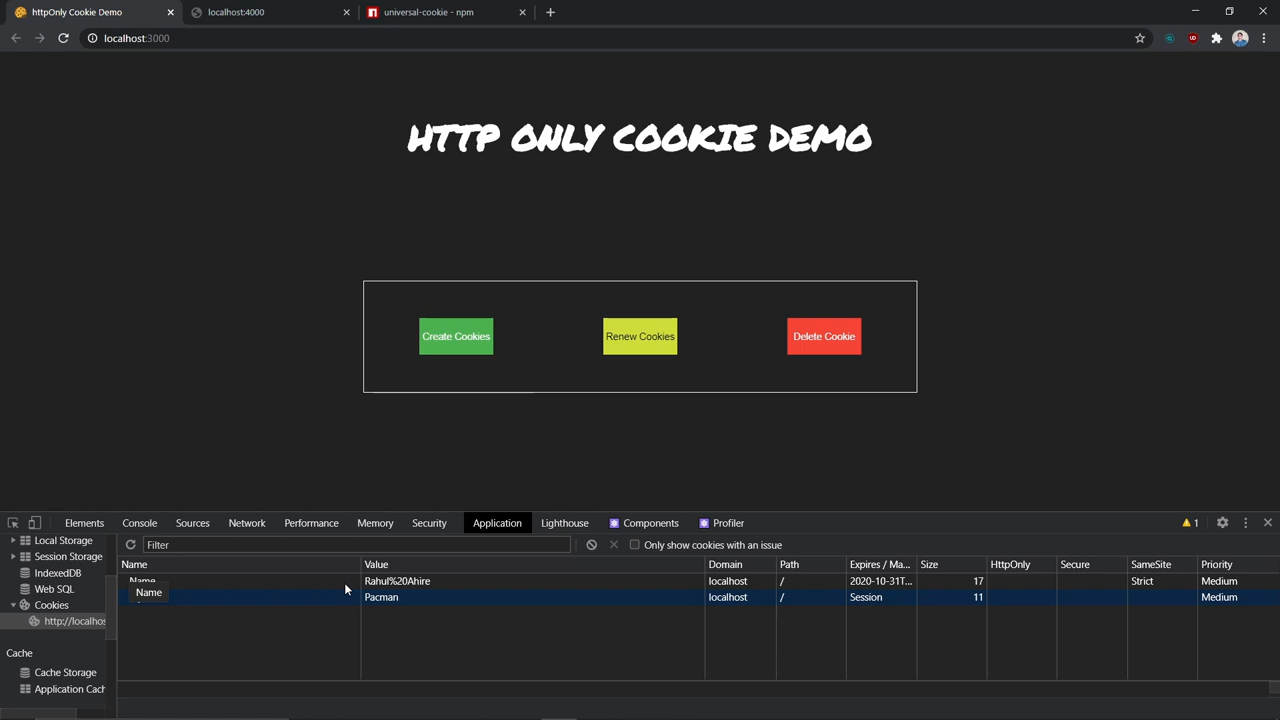 httpOnly Cookie Demo
localhost:4000
universal-cookie - npm
localhost:3000
HTTP ONLY COOKIE DEMO
Create Cookies
Renew Cookies
Delete Cookie
Elements Console Sources Network Performance Memory Security Application Lighthouse Components Profiler 1
Local Storage
Session Storage
IndexedDB
Web SQL
Cookies
http://localhos
Cache
Cache Storage
Application Cach
Filter
Only show cookies with an issue
Name Value Domain Path Expires / Ma... Size HttpOnly Secure SameSite Priority
Name Rahul%20Ahire localhost / 2020-10-31T... 17 Strict Medium
Pacman localhost / Session 11 Medium
Name